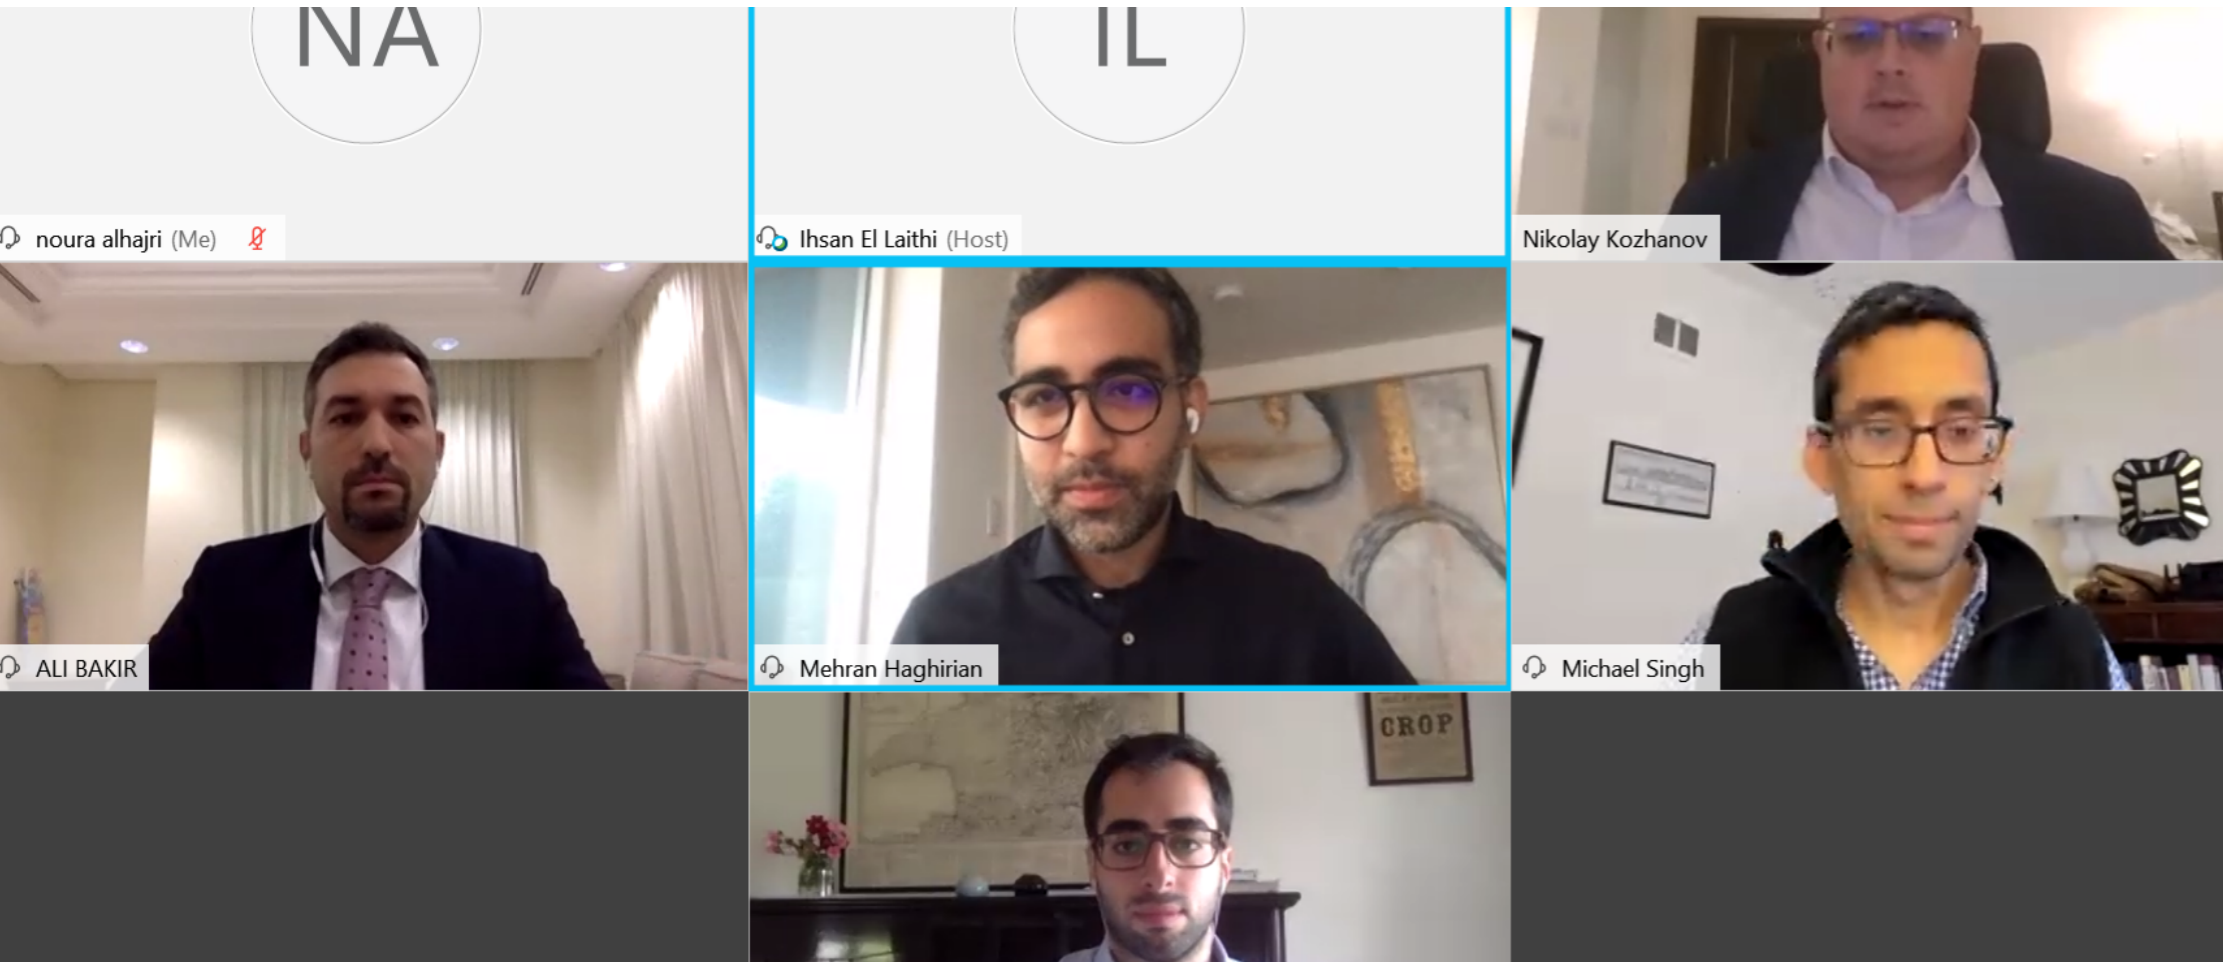 NA
IL
noura alhajri (Me)
Ihsan El Laithi (Host)
Nikolay Kozhanov
ALI BAKIR
Mehran Haghirian
Michael Singh
CROP